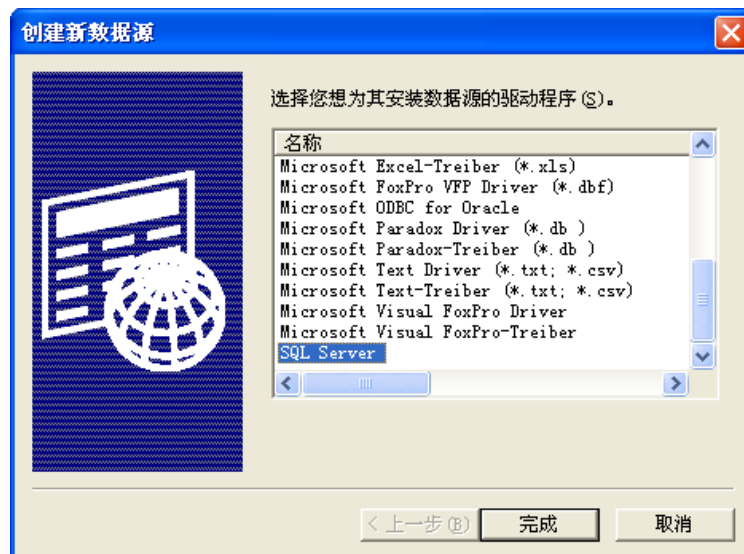 创建新数据源
选择您想为其安装数据源的驱动程序(S)。
名称
Microsoft Excel-Treiber (*.xls)
Microsoft FoxPro VFP Driver (*.dbf)
Microsoft ODBC for Oracle
Microsoft Paradox Driver (*.db )
Microsoft Paradox-Treiber (*.db )
Microsoft Text Driver (*.txt; *.csv)
Microsoft Text-Treiber (*.txt; *.csv)
Microsoft Visual FoxPro Driver
Microsoft Visual FoxPro-Treiber
SQL Server
< 上一步(B)
完成
取消